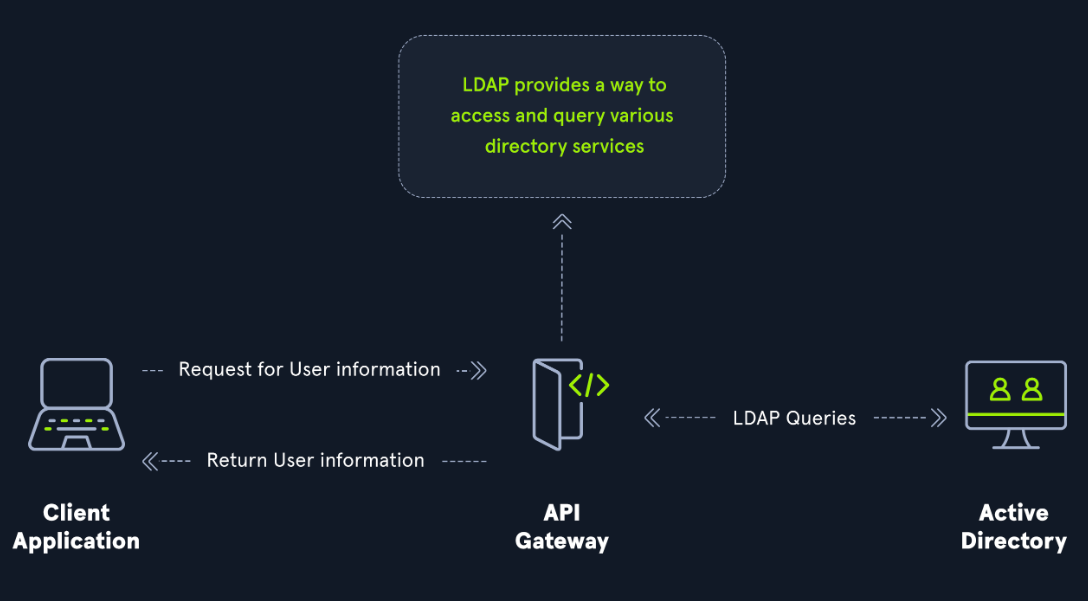 LDAP provides a way to
access and query various
directory services
Request for User information
</>
LDAP Queries
Return User information
Client
Application
API
Gateway
Active
Directory